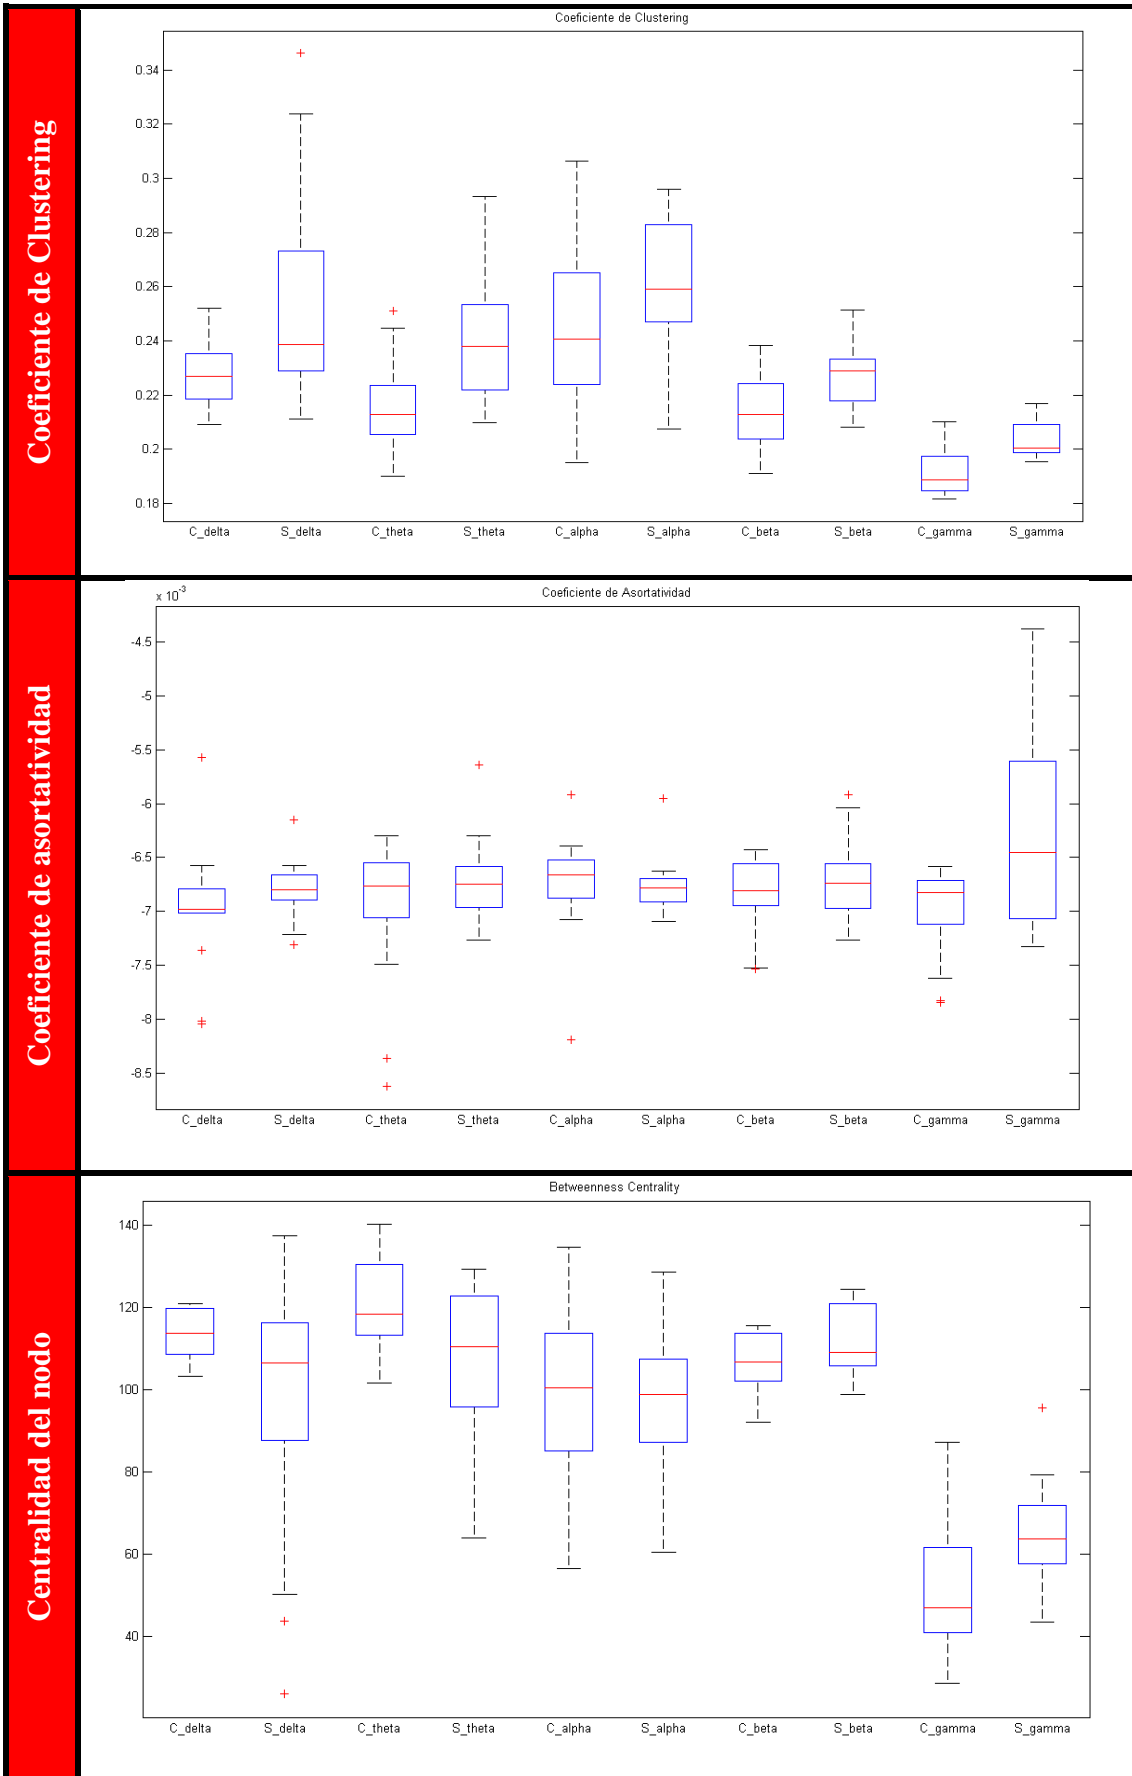 Coeficiente de Clustering
Coeficiente de Clustering
0.34
0.32
0.3
0.28
0.26
0.24
0.22
0.2
0.18
C_delta S_delta C_theta S_theta C_alpha S_alpha C_beta S_beta C_gamma S_gamma
Coeficiente de asortatividad
x 10^-3
Coeficiente de Asortatividad
-4.5
-5
-5.5
-6
-6.5
-7
-7.5
-8
-8.5
C_delta S_delta C_theta S_theta C_alpha S_alpha C_beta S_beta C_gamma S_gamma
Centralidad del nodo
Betweenness Centrality
140
120
100
80
60
40
C_delta S_delta C_theta S_theta C_alpha S_alpha C_beta S_beta C_gamma S_gamma